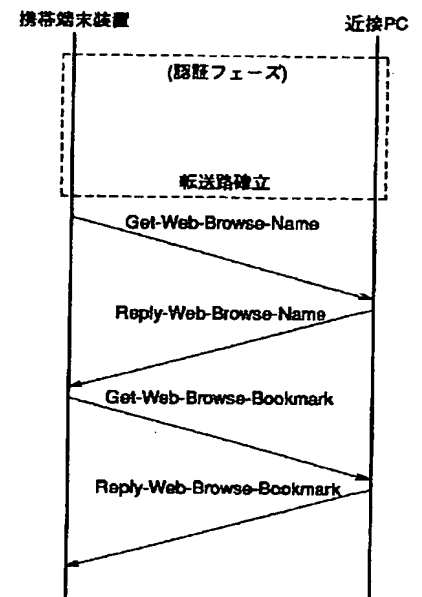 携帯端末装置
近接PC
(認証フェーズ)
転送路確立
Get-Web-Browse-Name
Reply-Web-Browse-Name
Get-Web-Browse-Bookmark
Reply-Web-Browse-Bookmark